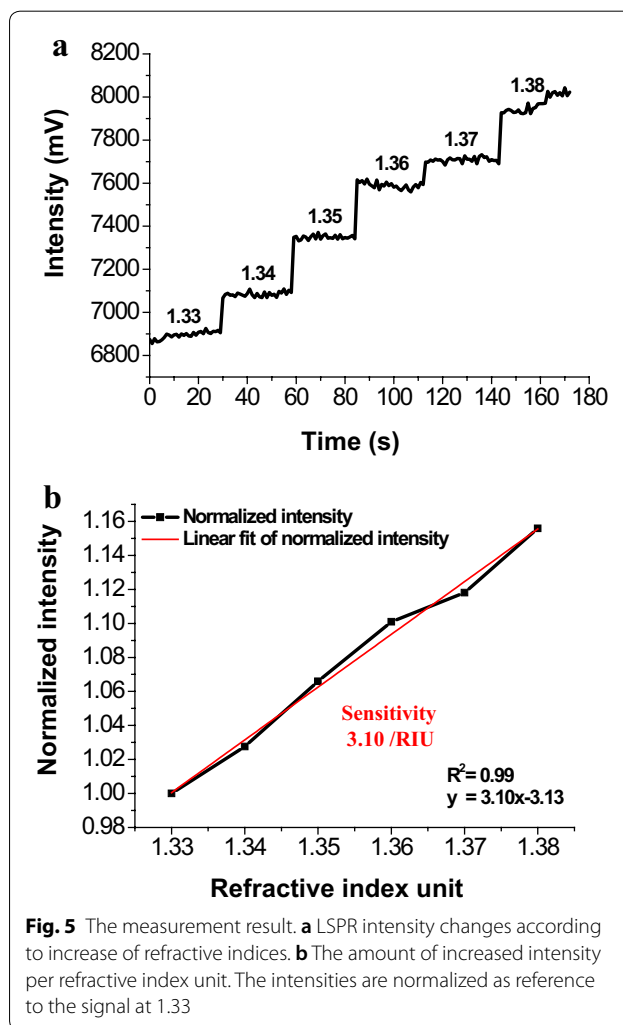 a
8200
8000
7800
7600
7400
7200
7000
6800
Intensity (mV)
1.33
1.34
1.35
1.36
1.37
1.38
0 20 40 60 80 100 120 140 160 180
Time (s)
b
Normalized intensity
Linear fit of normalized intensity
1.16
1.14
1.12
1.10
1.08
1.06
1.04
1.02
1.00
0.98
Normalized intensity
Sensitivity
3.10 /RIU
R²= 0.99
y = 3.10x-3.13
1.33 1.34 1.35 1.36 1.37 1.38
Refractive index unit
Fig. 5 The measurement result. a LSPR intensity changes according
to increase of refractive indices. b The amount of increased intensity
per refractive index unit. The intensities are normalized as reference
to the signal at 1.33